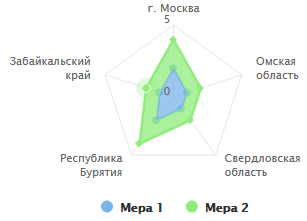 г. Москва
5
Забайкальский
край
Омская
область
0
Республика
Бурятия
Свердловская
область
Мера 1
Мера 2